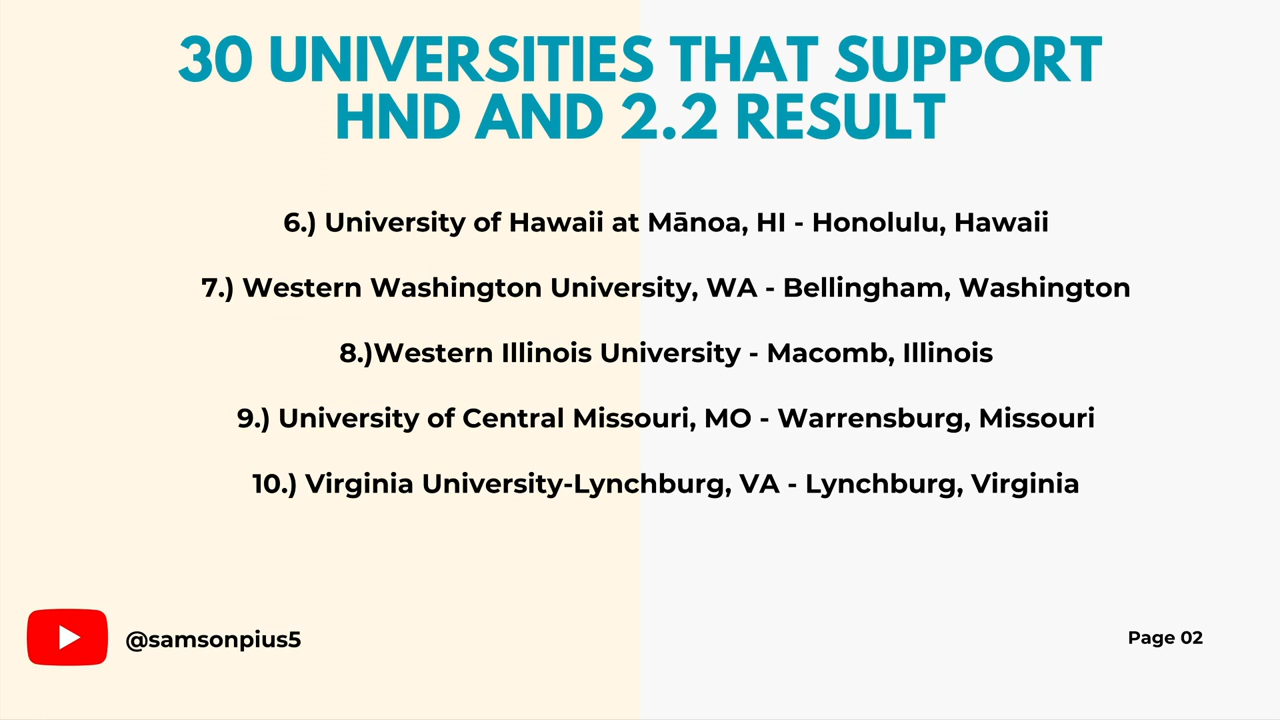 30 UNIVERSITIES THAT SUPPORT
HND AND 2.2 RESULT
6.) University of Hawaii at Mānoa, HI - Honolulu, Hawaii
7.) Western Washington University, WA - Bellingham, Washington
8.)Western Illinois University - Macomb, Illinois
9.) University of Central Missouri, MO - Warrensburg, Missouri
10.) Virginia University-Lynchburg, VA - Lynchburg, Virginia
@samsonpius5
Page 02